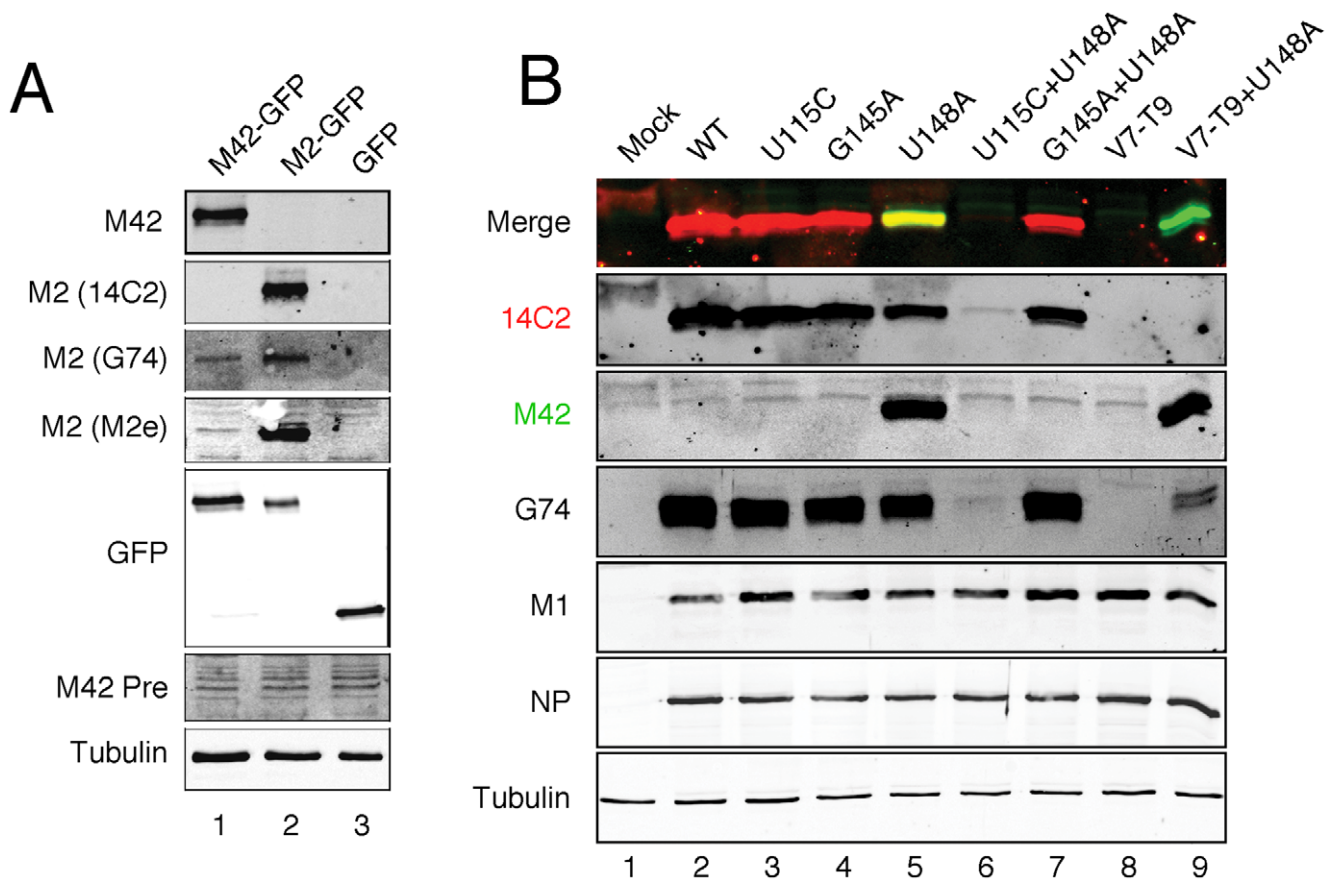 A
M42-GFP
M2-GFP
GFP
M42
M2 (14C2)
M2 (G74)
M2 (M2e)
GFP
M42 Pre
Tubulin
1 2 3
B
Mock
WT
U115C
G145A
U148A
U115C+U148A
G145A+U148A
V7-T9
V7-T9+U148A
Merge
14C2
M42
G74
M1
NP
Tubulin
1 2 3 4 5 6 7 8 9